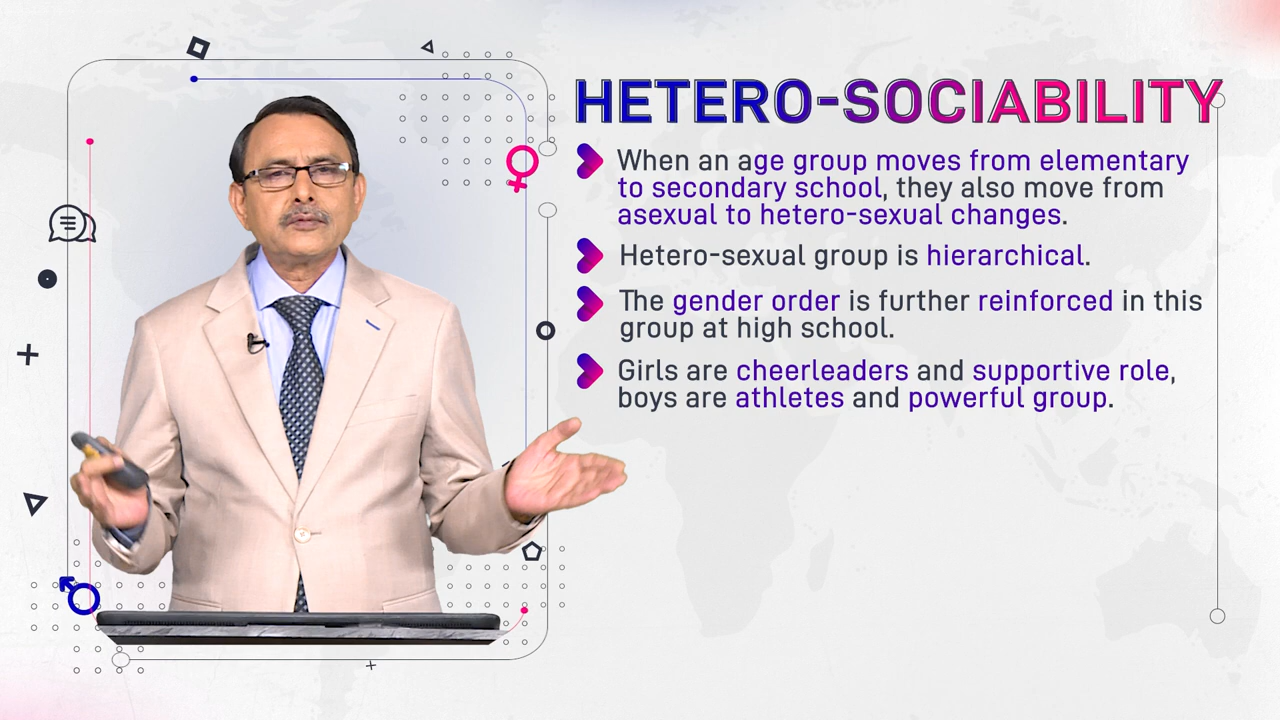 HETERO-SOCIABILITY
When an age group moves from elementary
to secondary school, they also move from
asexual to hetero-sexual changes.
Hetero-sexual group is hierarchical.
The gender order is further reinforced in this
group at high school.
Girls are cheerleaders and supportive role,
boys are athletes and powerful group.